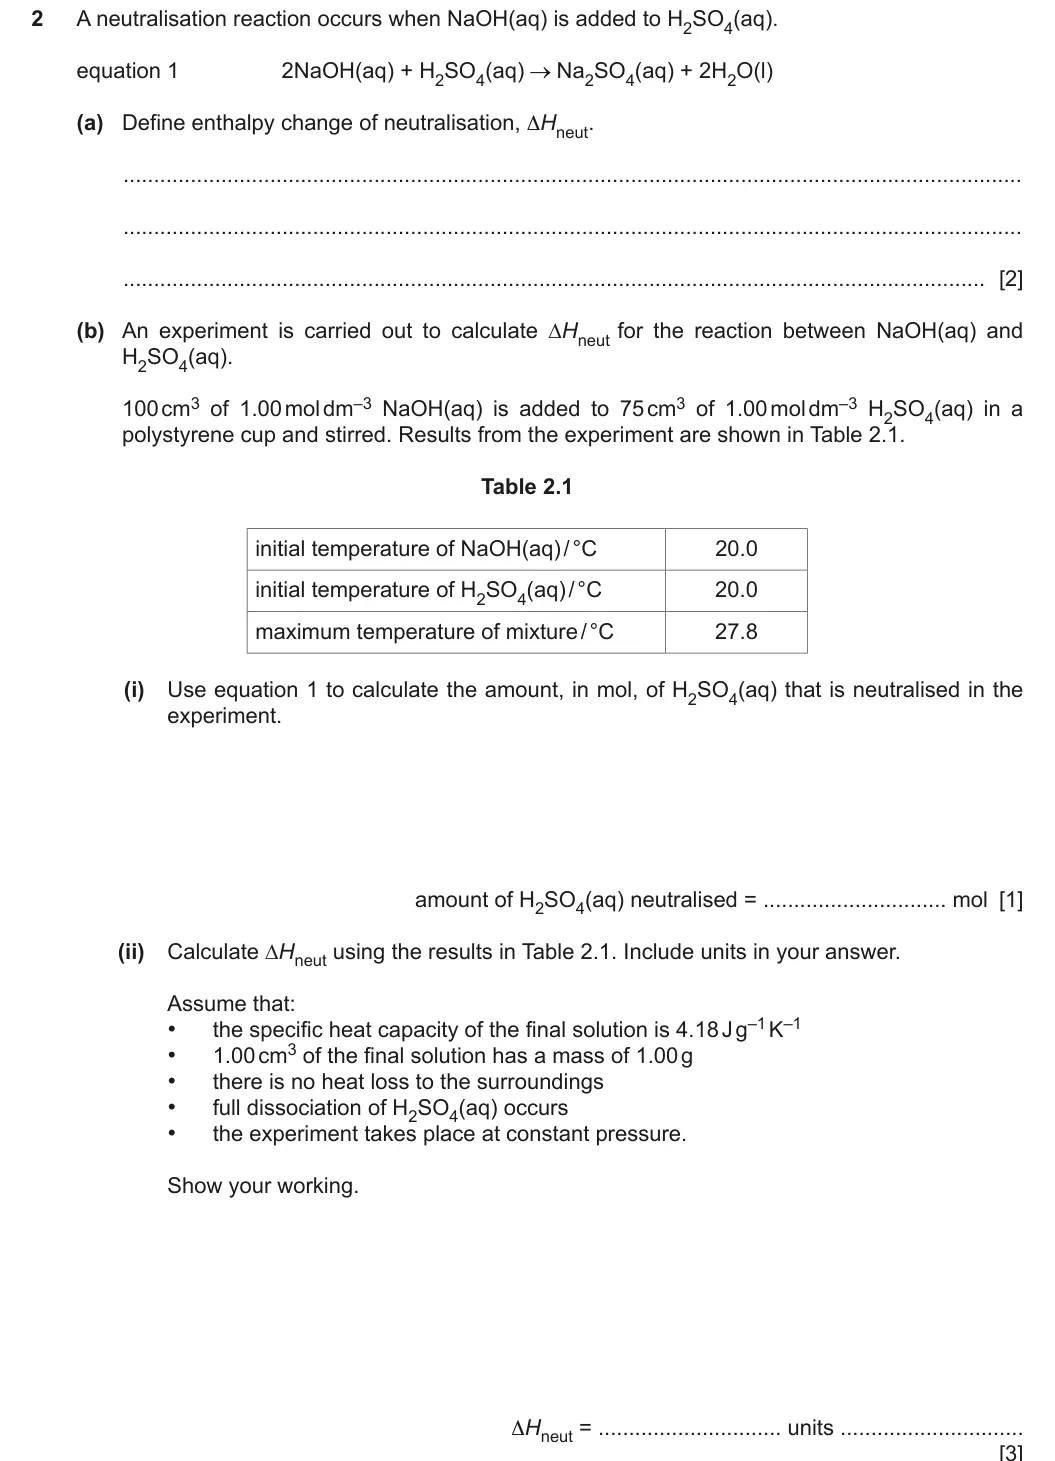 2 A neutralisation reaction occurs when NaOH(aq) is added to H₂SO₄(aq).
equation 1 2NaOH(aq) + H₂SO₄(aq) → Na₂SO₄(aq) + 2H₂O(l)
(a) Define enthalpy change of neutralisation, ΔH_neut.
..........................................................................................................................................
..........................................................................................................................................
.................................................................................................................................... [2]
(b) An experiment is carried out to calculate ΔH_neut for the reaction between NaOH(aq) and
H₂SO₄(aq).
100 cm³ of 1.00 mol dm⁻³ NaOH(aq) is added to 75 cm³ of 1.00 mol dm⁻³ H₂SO₄(aq) in a
polystyrene cup and stirred. Results from the experiment are shown in Table 2.1.
Table 2.1
initial temperature of NaOH(aq) / °C 20.0
initial temperature of H₂SO₄(aq) / °C 20.0
maximum temperature of mixture / °C 27.8
(i) Use equation 1 to calculate the amount, in mol, of H₂SO₄(aq) that is neutralised in the
experiment.
amount of H₂SO₄(aq) neutralised = .............................. mol [1]
(ii) Calculate ΔH_neut using the results in Table 2.1. Include units in your answer.
Assume that:
• the specific heat capacity of the final solution is 4.18 J g⁻¹ K⁻¹
• 1.00 cm³ of the final solution has a mass of 1.00 g
• there is no heat loss to the surroundings
• full dissociation of H₂SO₄(aq) occurs
• the experiment takes place at constant pressure.
Show your working.
ΔH_neut = .............................. units ..............................
[3]